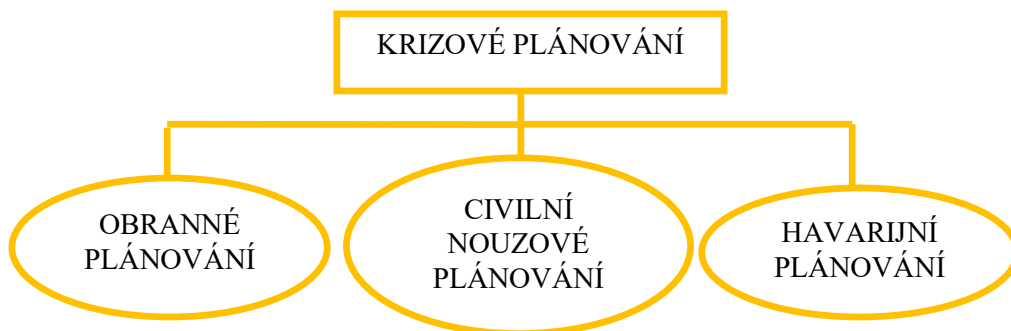 KRIZOVÉ PLÁNOVÁNÍ
OBRANNÉ
PLÁNOVÁNÍ
CIVILNÍ
NOUZOVÉ
PLÁNOVÁNÍ
HAVARIJNÍ
PLÁNOVÁNÍ